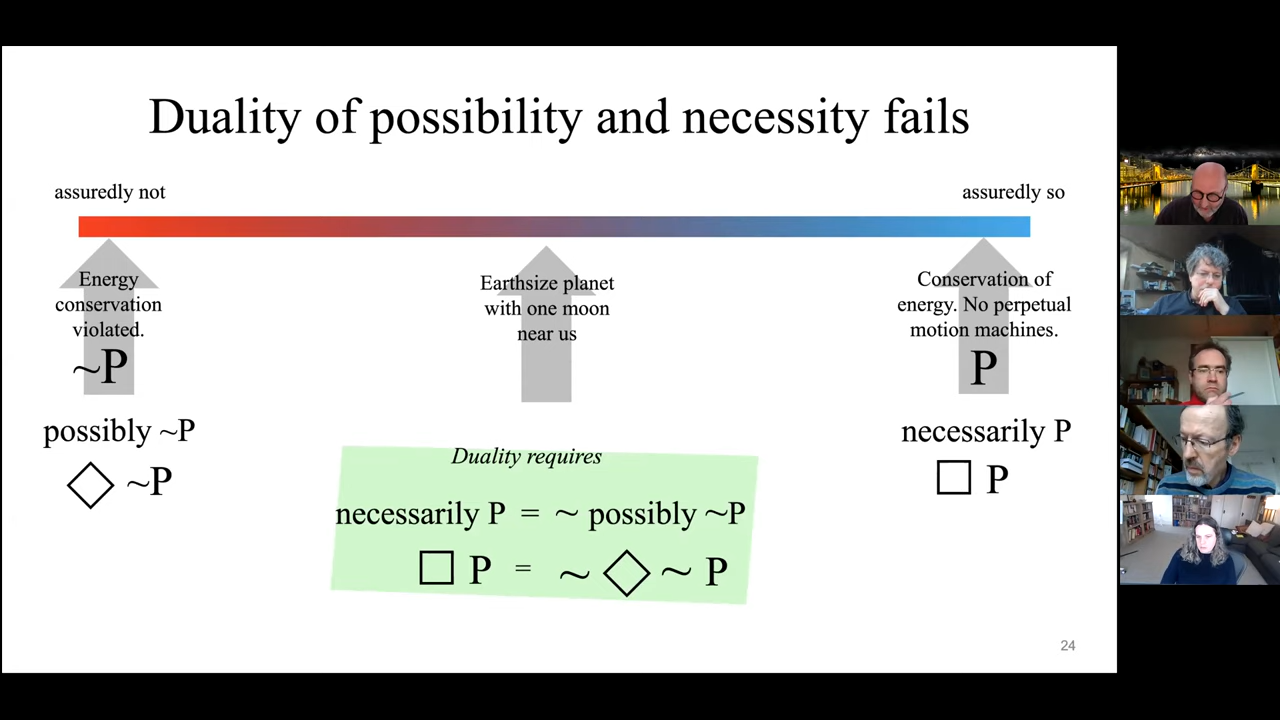 Duality of possibility and necessity fails
assuredly not
assuredly so
Energy
conservation
violated.
~P
possibly ~P
◇ ~P
Earthsize planet
with one moon
near us
Conservation of
energy. No perpetual
motion machines.
P
necessarily P
□ P
Duality requires
necessarily P = ~ possibly ~P
□ P = ~ ◇ ~ P
24